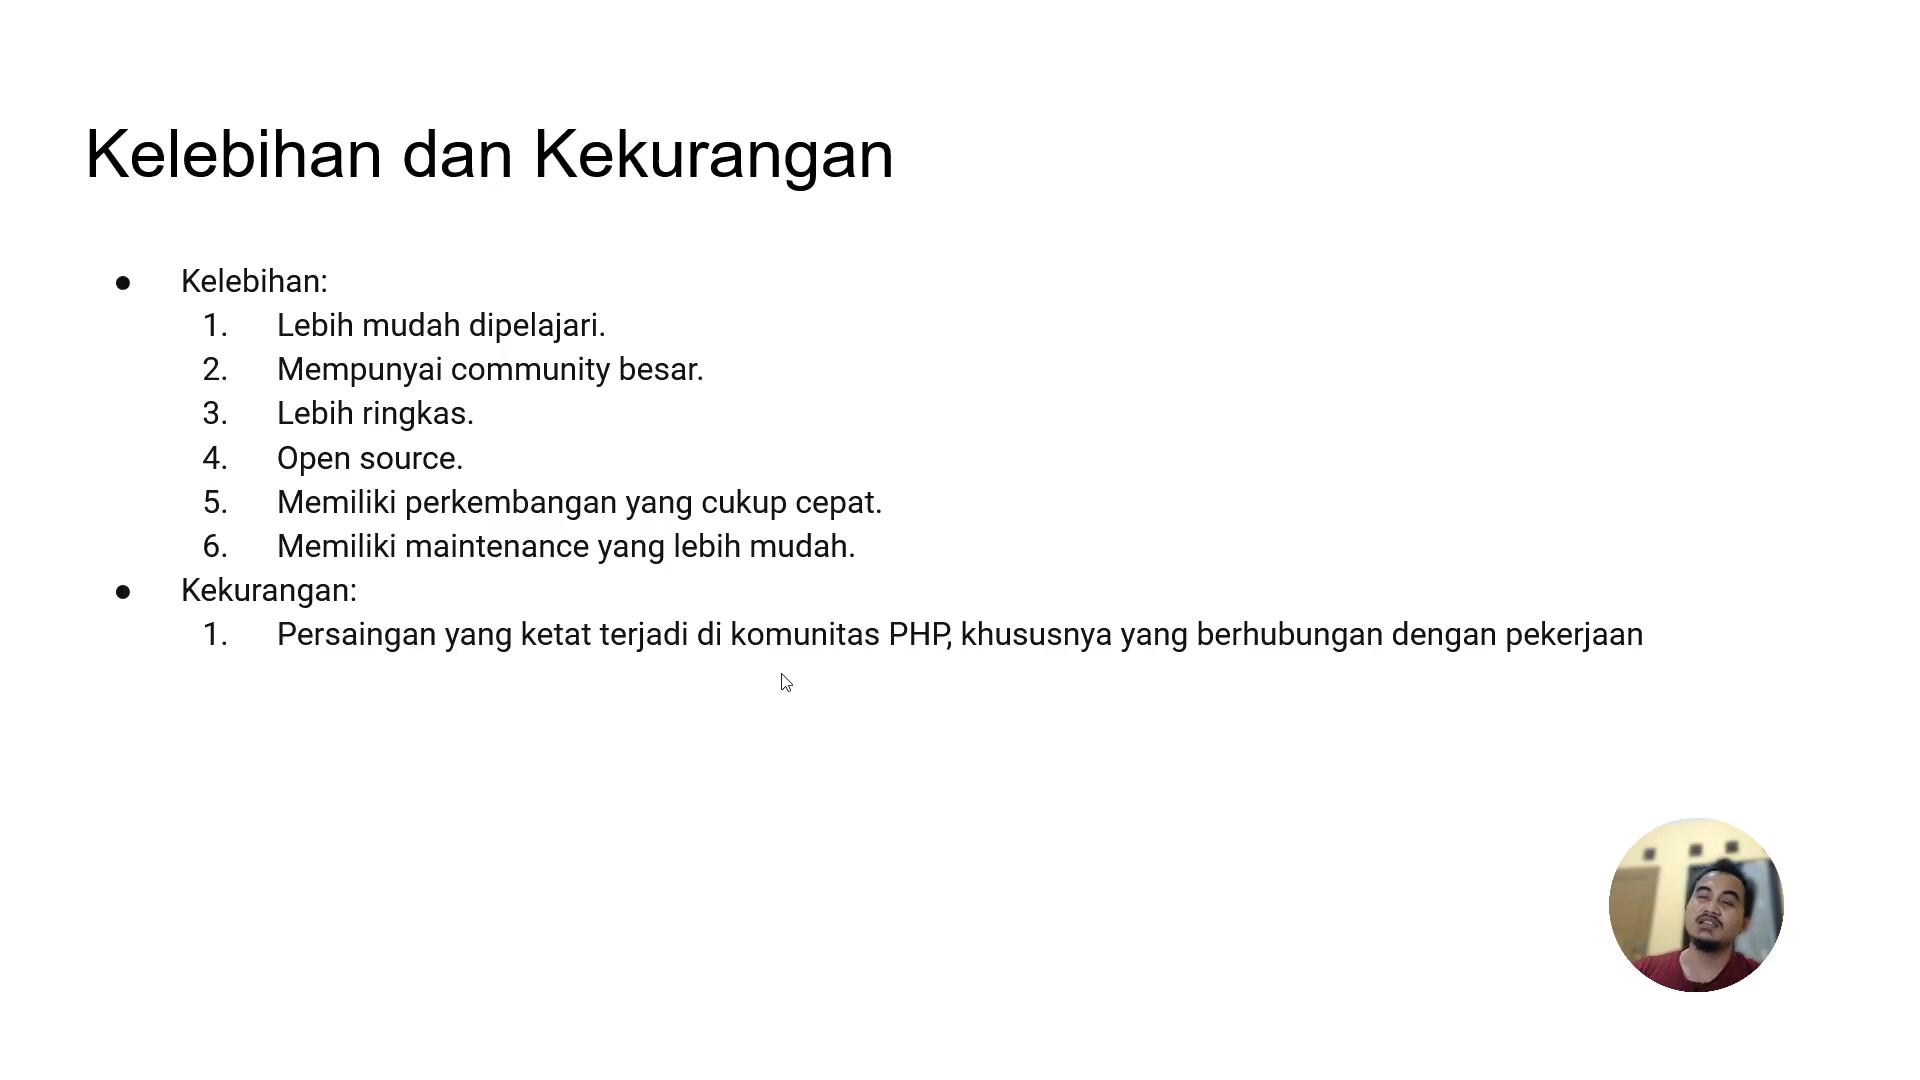 Kelebihan dan Kekurangan
● Kelebihan:
1. Lebih mudah dipelajari.
2. Mempunyai community besar.
3. Lebih ringkas.
4. Open source.
5. Memiliki perkembangan yang cukup cepat.
6. Memiliki maintenance yang lebih mudah.
● Kekurangan:
1. Persaingan yang ketat terjadi di komunitas PHP, khususnya yang berhubungan dengan pekerjaan